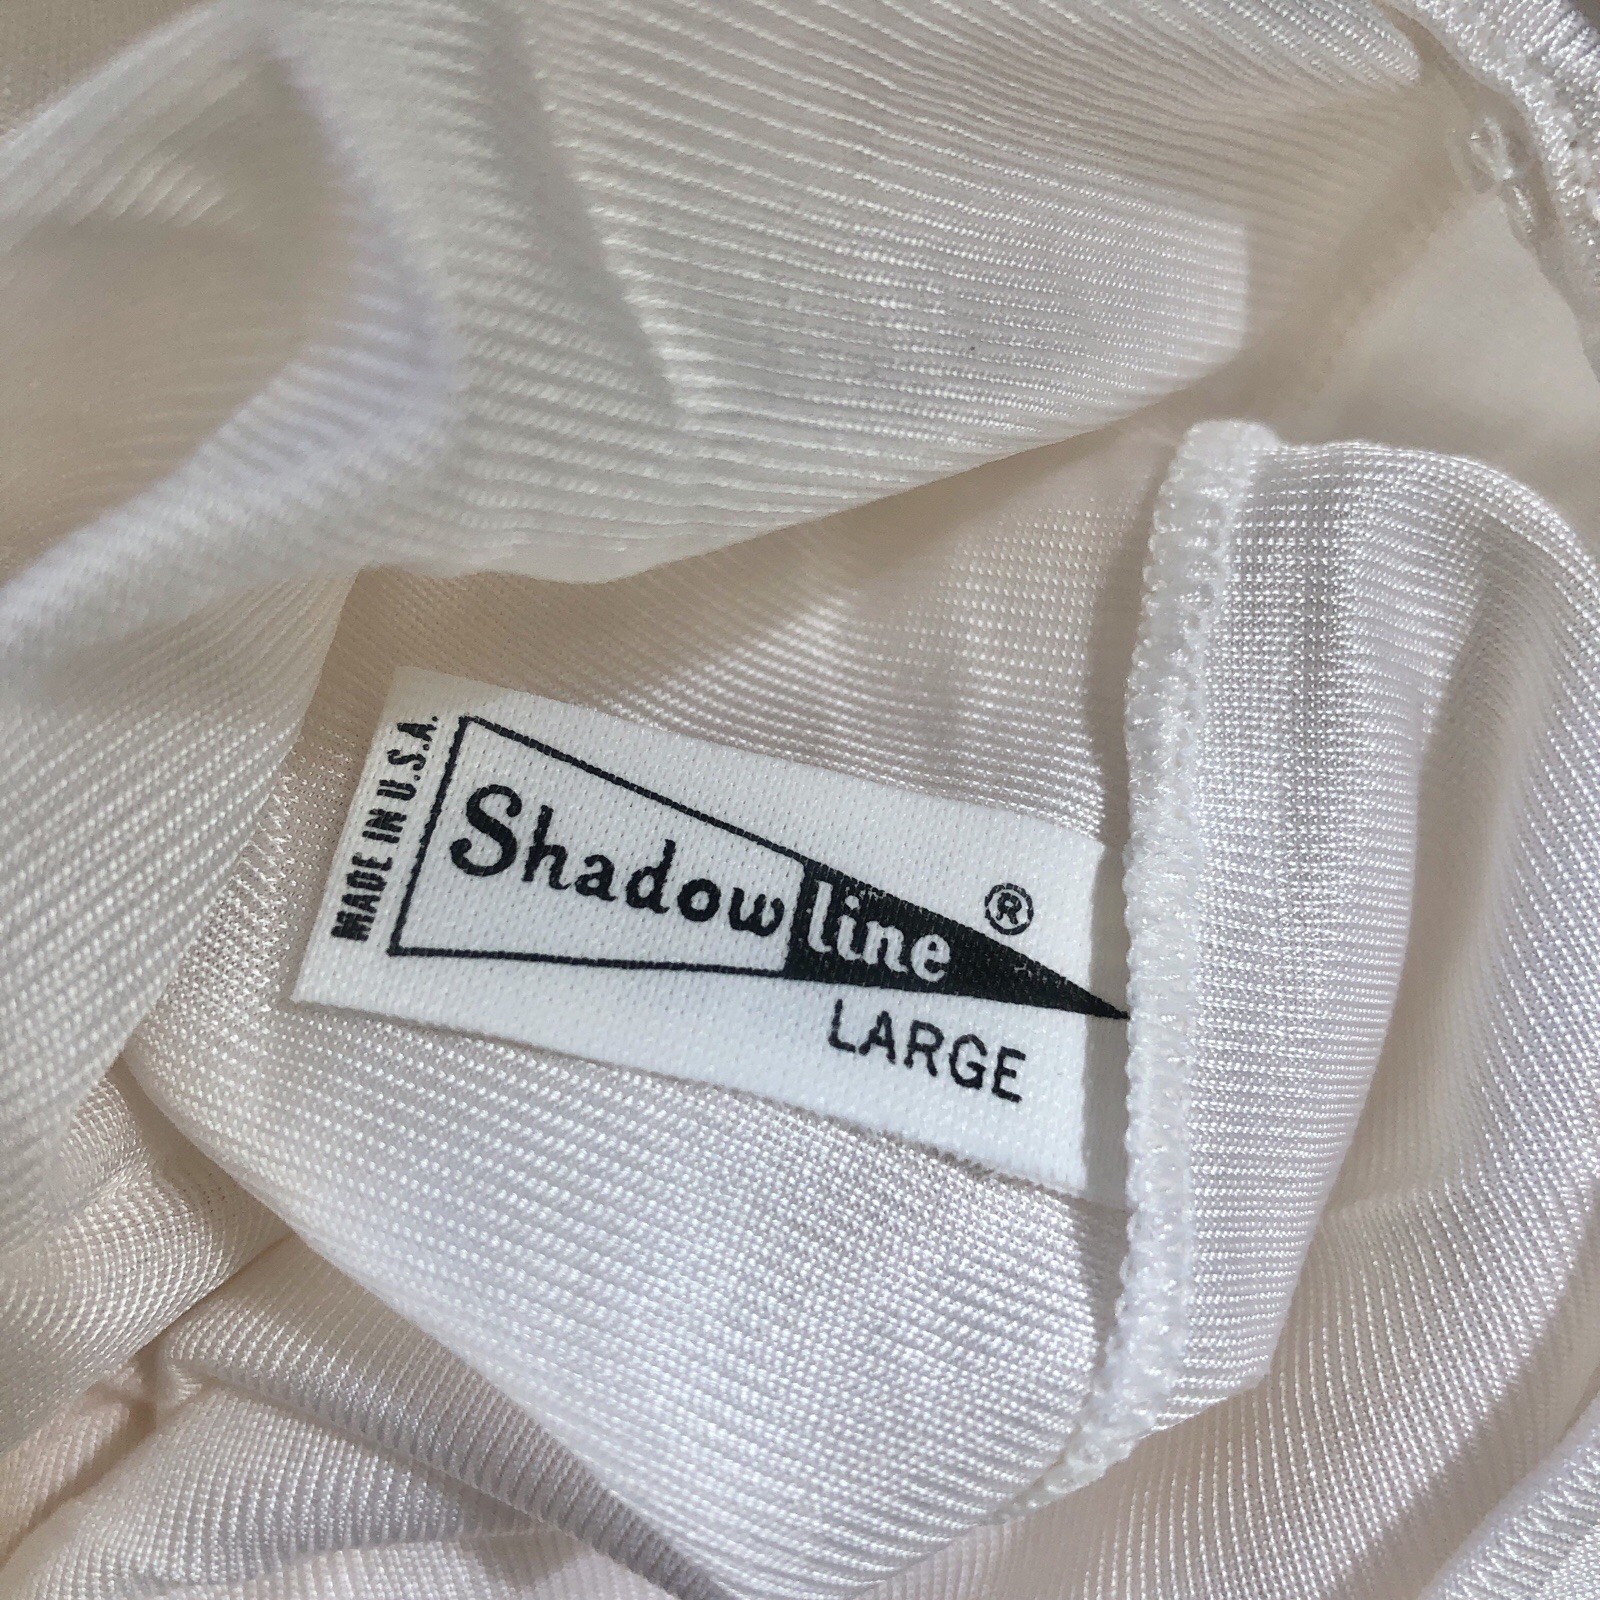 MADE IN U.S.A.
Shadowline ®
LARGE